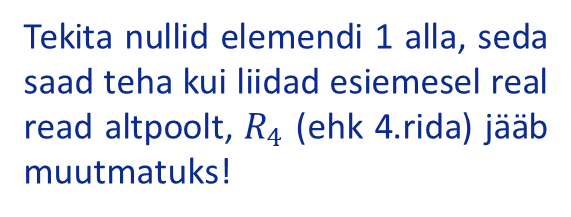 Tekita nullid elemendi 1 alla, seda
saad teha kui liidad esiemesel real
read altpoolt, R₄ (ehk 4.rida) jääb
muutmatuks!